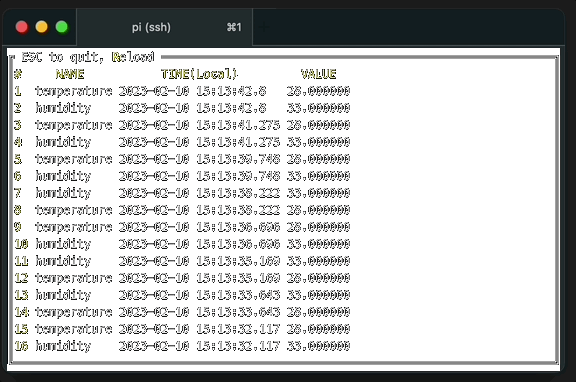 pi (ssh) ⌘1
ESC to quit, Reload
# NAME TIME(Local) VALUE
1 temperature 2023-02-10 15:13:42.8 28.000000
2 humidity 2023-02-10 15:13:42.8 33.000000
3 temperature 2023-02-10 15:13:41.275 28.000000
4 humidity 2023-02-10 15:13:41.275 33.000000
5 temperature 2023-02-10 15:13:39.748 28.000000
6 humidity 2023-02-10 15:13:39.748 33.000000
7 humidity 2023-02-10 15:13:38.222 33.000000
8 temperature 2023-02-10 15:13:38.222 28.000000
9 temperature 2023-02-10 15:13:36.696 28.000000
10 humidity 2023-02-10 15:13:36.696 33.000000
11 humidity 2023-02-10 15:13:35.169 33.000000
12 temperature 2023-02-10 15:13:35.169 28.000000
13 humidity 2023-02-10 15:13:33.643 33.000000
14 temperature 2023-02-10 15:13:33.643 28.000000
15 temperature 2023-02-10 15:13:32.117 28.000000
16 humidity 2023-02-10 15:13:32.117 33.000000